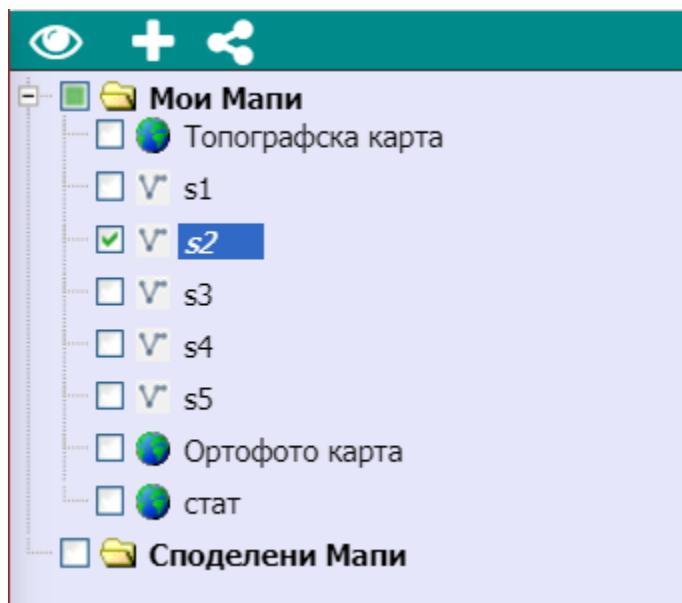 Мои Мапи
Топографска карта
s1
s2
s3
s4
s5
Ортофото карта
стат
Споделени Мапи